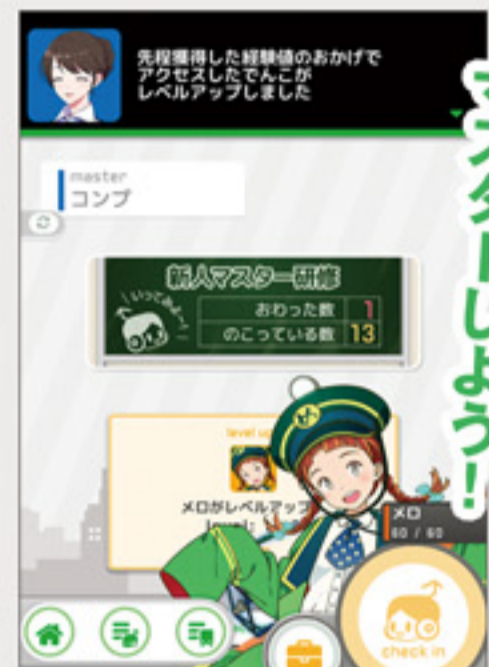 先程獲得した経験値のおかげで
アクセスしたでんこが
レベルアップしました
マスターしよう!
master
コンプ
新人マスター研修
いってみよ〜!
おわった数 1
のこっている数 13
level up
メロがレベルアップ
level:
メロ
60 / 60
check in